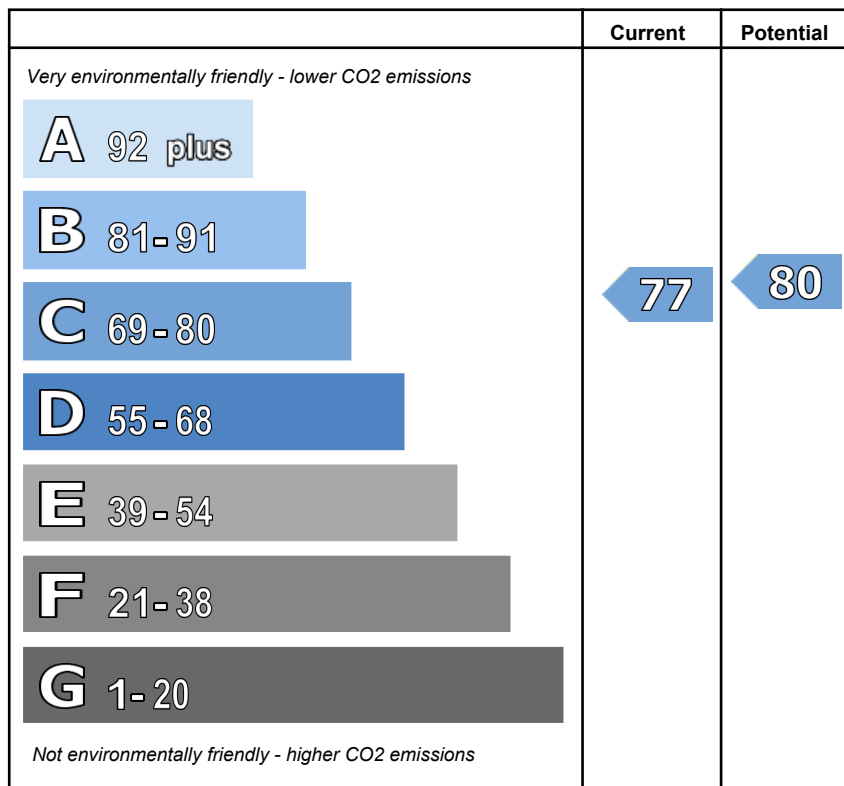 Current Potential
Very environmentally friendly - lower CO2 emissions
A 92 plus
B 81-91
C 69-80
77
80
D 55-68
E 39-54
F 21-38
G 1-20
Not environmentally friendly - higher CO2 emissions